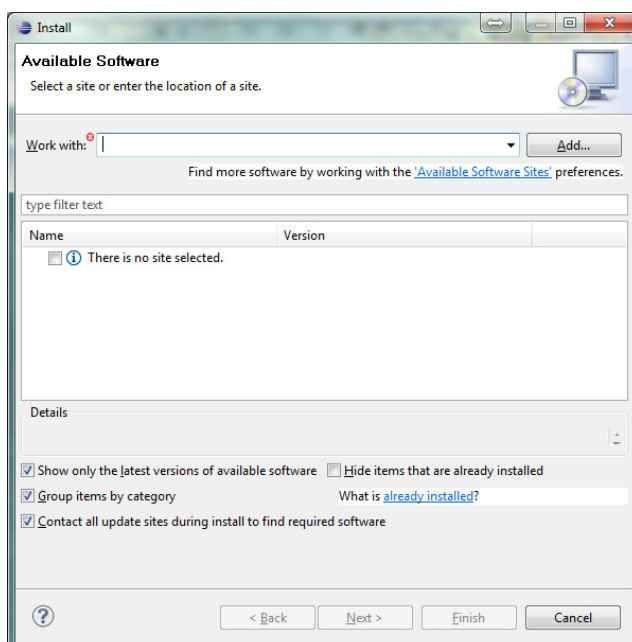 Install
Available Software
Select a site or enter the location of a site.
Work with:
Add...
Find more software by working with the 'Available Software Sites' preferences.
type filter text
Name Version
There is no site selected.
Details
Show only the latest versions of available software Hide items that are already installed
Group items by category What is already installed?
Contact all update sites during install to find required software
< Back Next > Finish Cancel